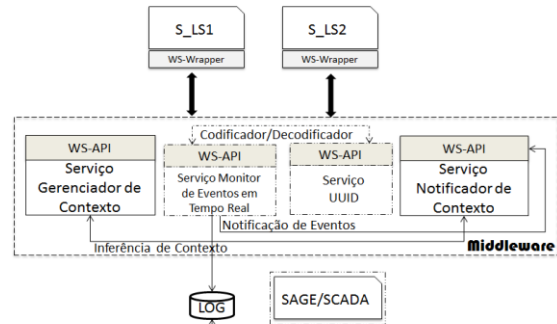 S_LS1
S_LS2
WS-Wrapper
WS-Wrapper
Codificador/Decodificador
WS-API
Serviço
Gerenciador de
Contexto
WS-API
Serviço Monitor
de Eventos em
Tempo Real
WS-API
Serviço
UUID
WS-API
Serviço
Notificador de
Contexto
Notificação de Eventos
Inferência de Contexto
Middleware
LOG
SAGE/SCADA